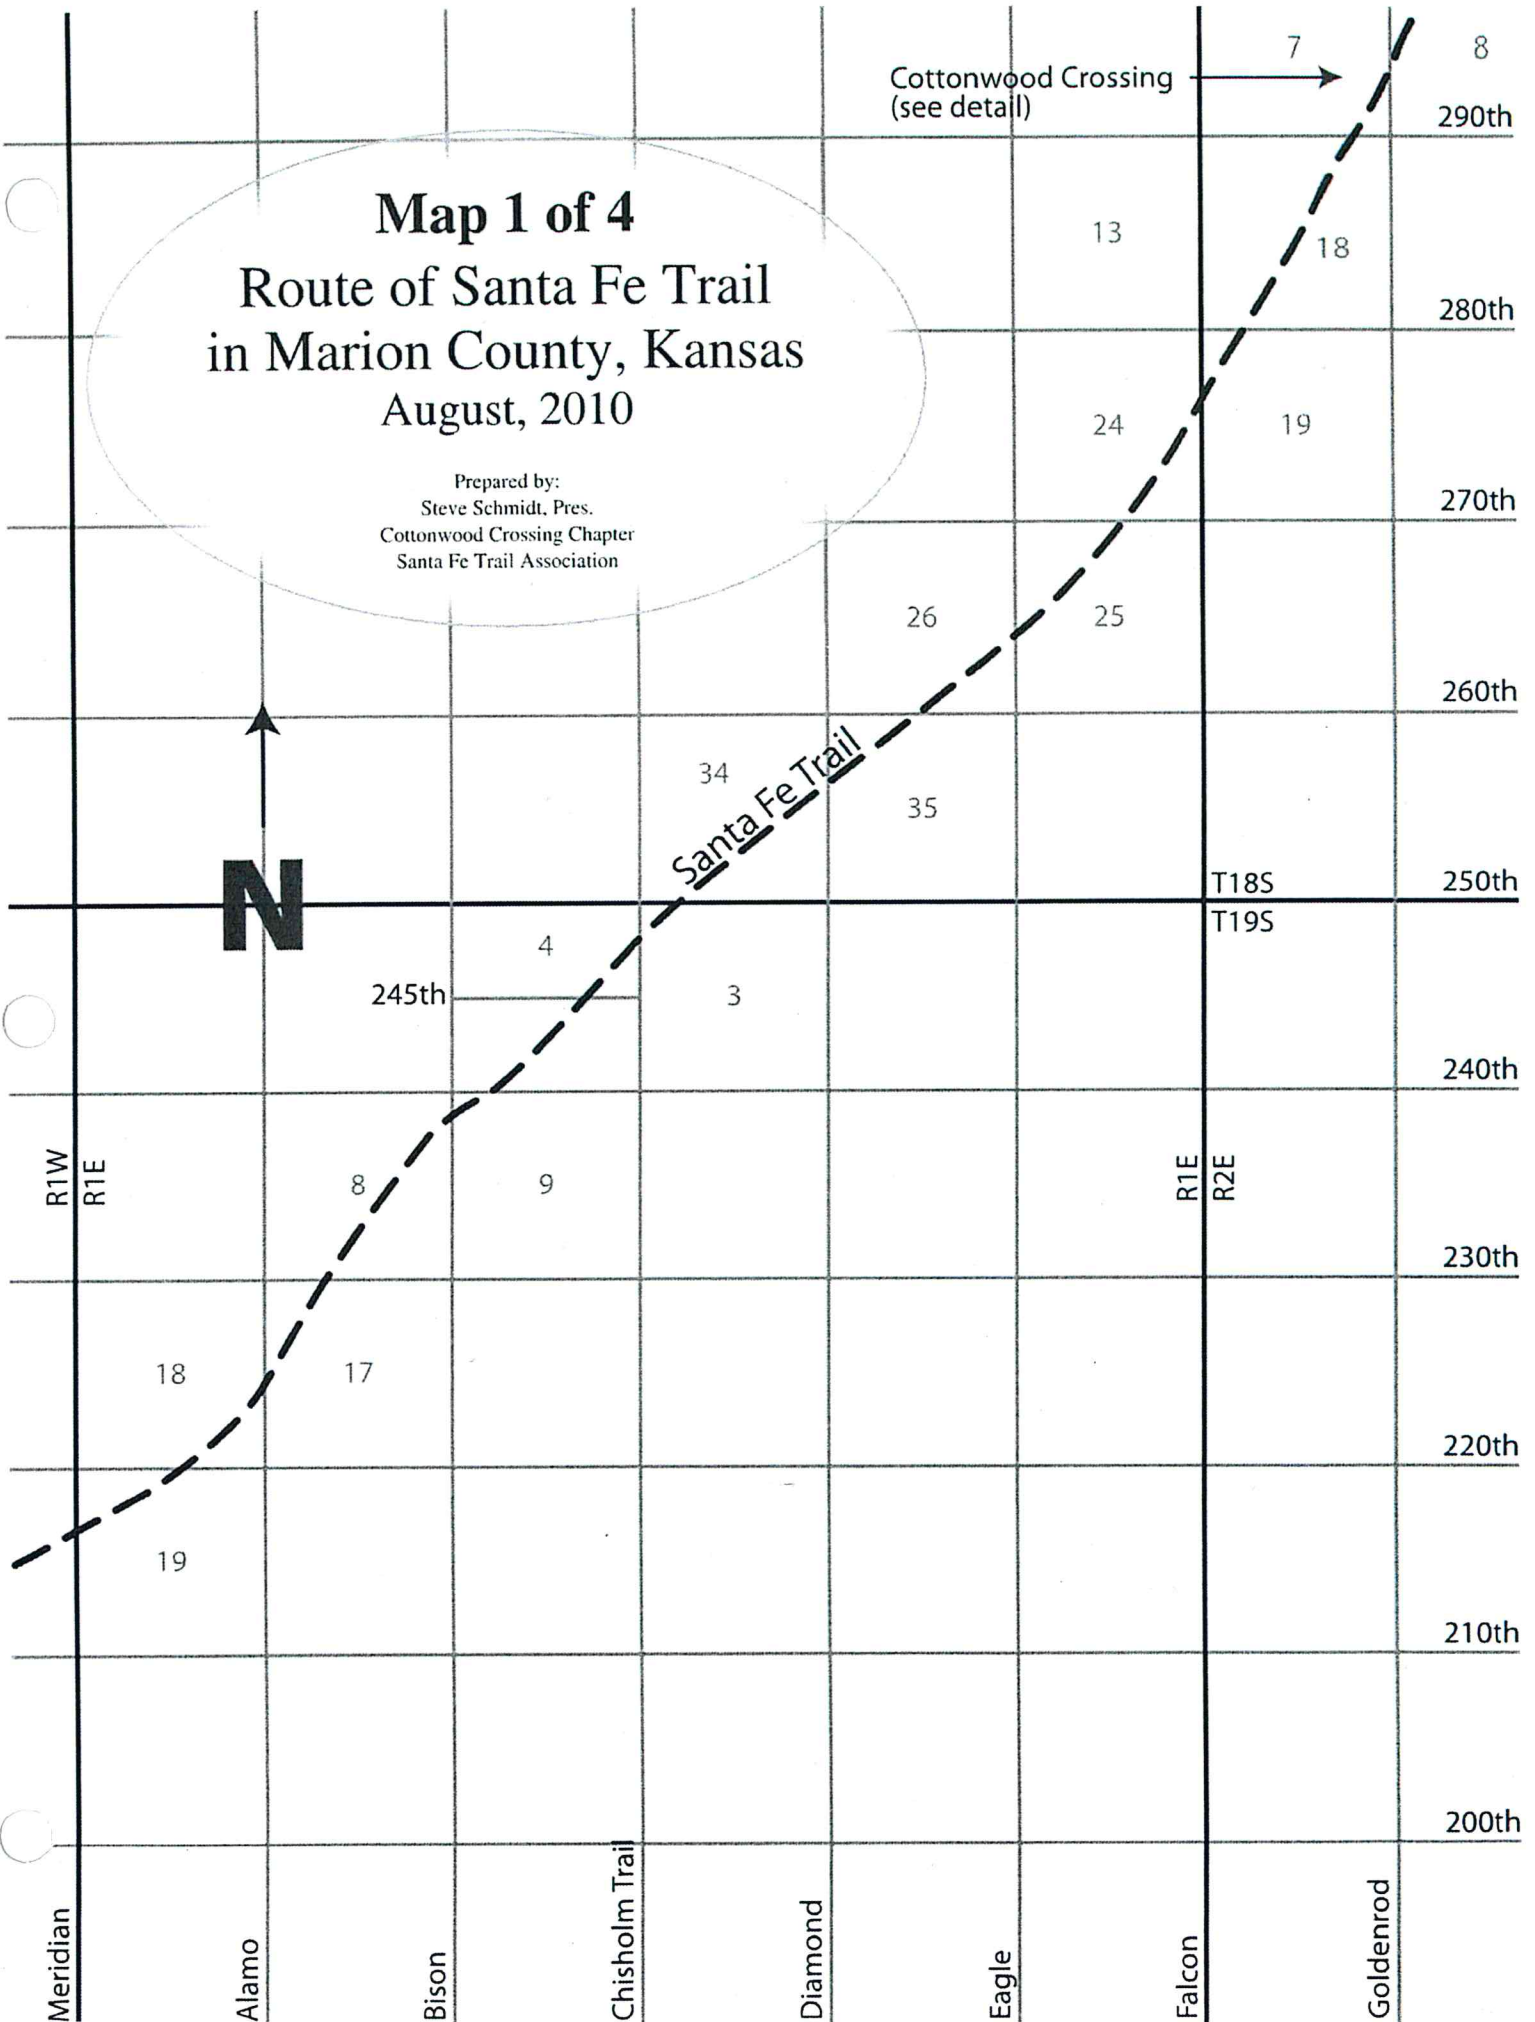 7
8
Cottonwood Crossing
(see detail)
290th
Map 1 of 4
Route of Santa Fe Trail
in Marion County, Kansas
August, 2010
Prepared by:
Steve Schmidt, Pres.
Cottonwood Crossing Chapter
Santa Fe Trail Association
13
18
280th
24
19
270th
26
25
260th
34
Santa Fe Trail
35
N
T18S
250th
T19S
4
245th
3
240th
R1W
R1E
8
9
R1E
R2E
230th
18
17
220th
19
210th
200th
Meridian
Alamo
Bison
Chisholm Trail
Diamond
Eagle
Falcon
Goldenrod